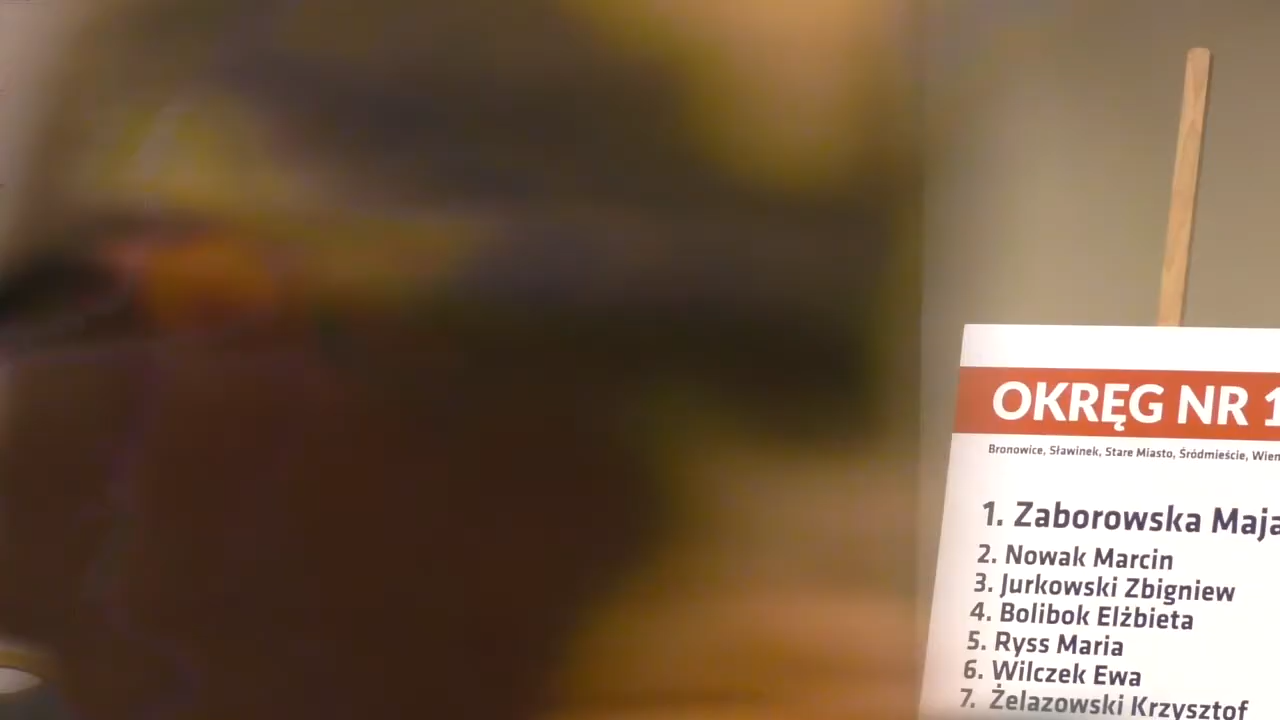 OKRĘG NR 1
Bronowice, Sławinek, Stare Miasto, Śródmieście,
1. Zaborowska Maja
2. Nowak Marcin
3. Jurkowski Zbigniew
4. Bolibok Elżbieta
5. Ryss Maria
6. Wilczek Ewa
7. Żelazowski Krzysztof